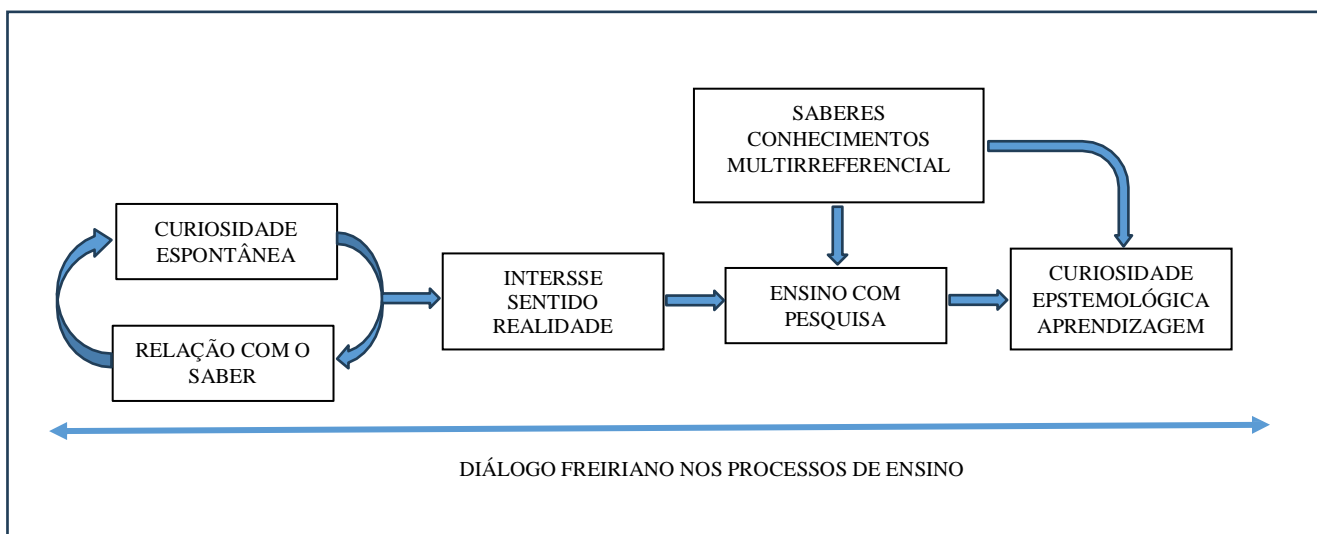 SABERES
CONHECIMENTOS
MULTIRREFERENCIAL
CURIOSIDADE
ESPONTÂNEA
RELAÇÃO COM O
SABER
INTERSSE
SENTIDO
REALIDADE
ENSINO COM
PESQUISA
CURIOSIDADE
EPSTEMOLÓGICA
APRENDIZAGEM
DIÁLOGO FREIRIANO NOS PROCESSOS DE ENSINO